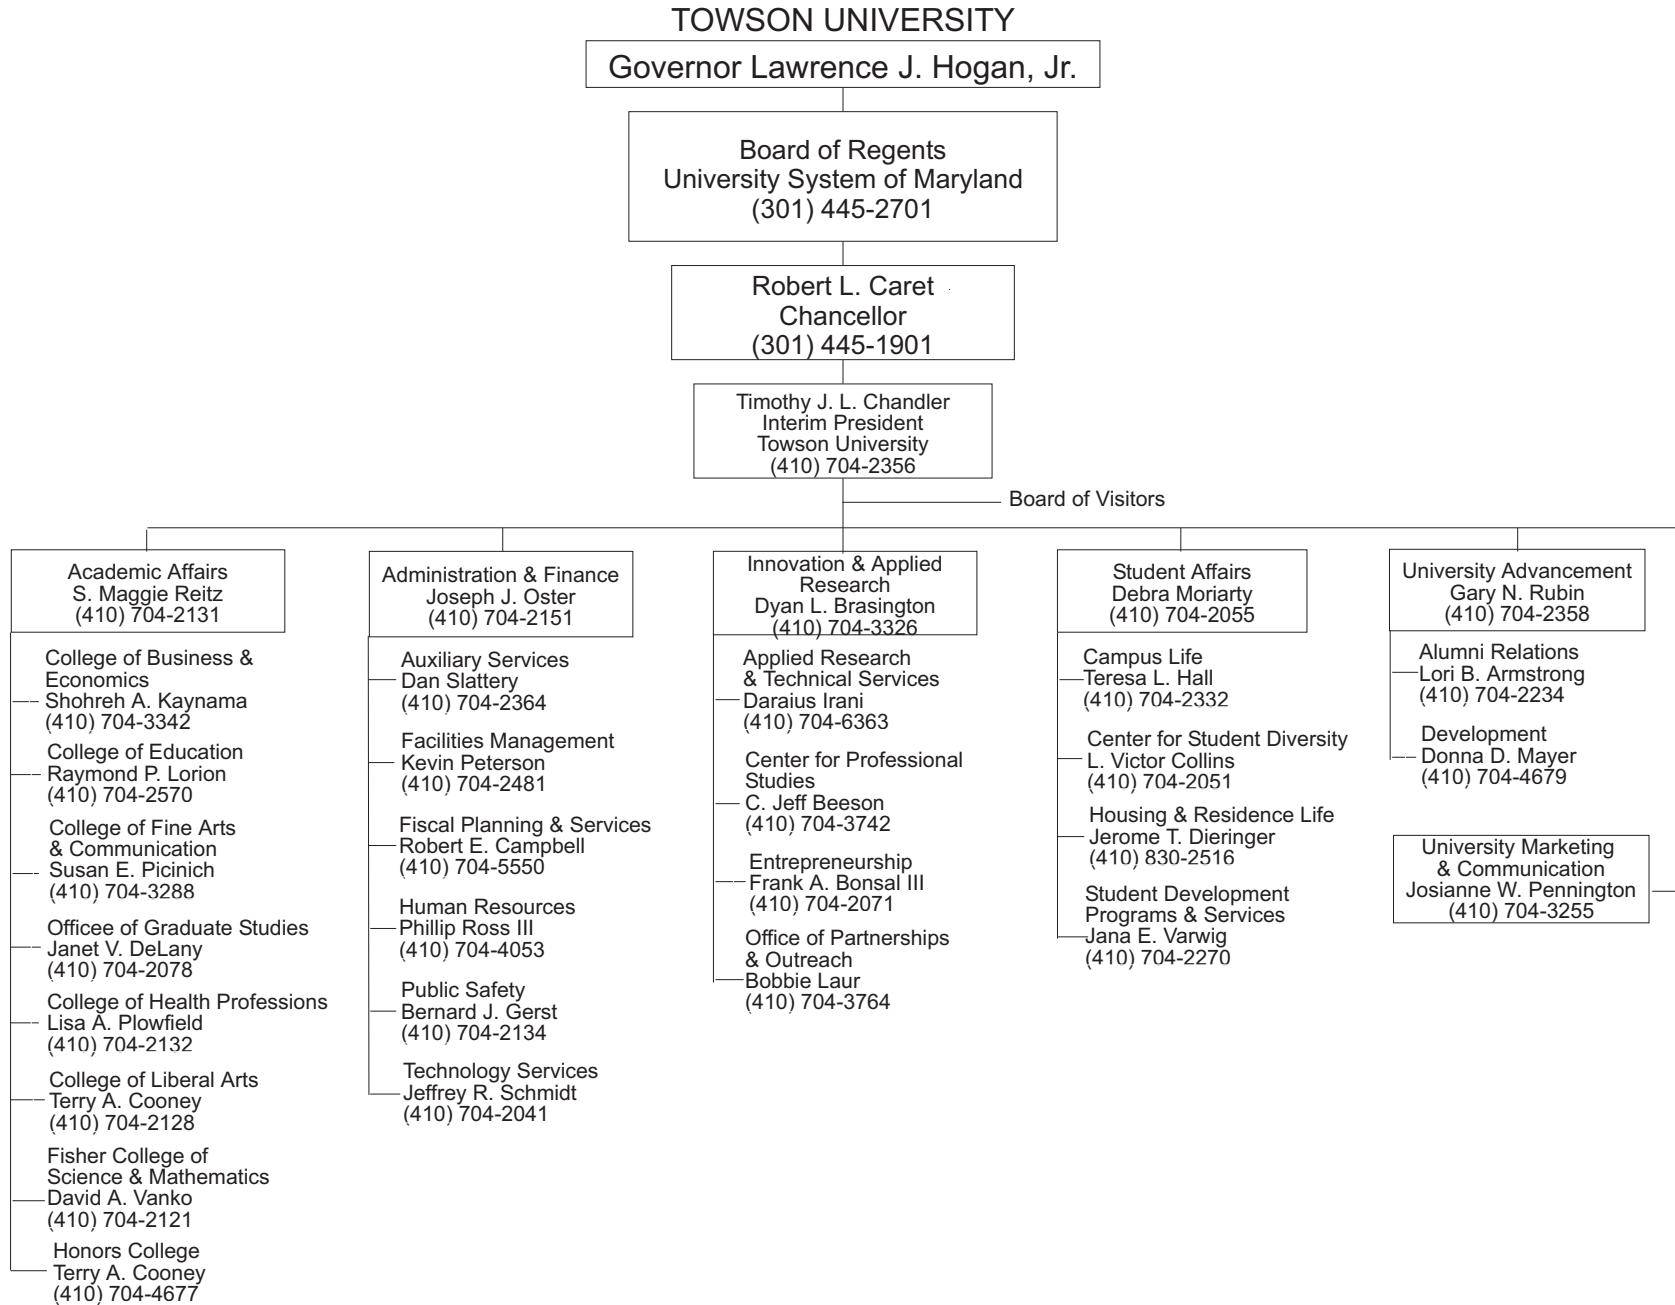 TOWSON UNIVERSITY
Governor Lawrence J. Hogan, Jr.
Board of Regents
University System of Maryland
(301) 445-2701
Robert L. Caret
Chancellor
(301) 445-1901
Timothy J. L. Chandler
Interim President
Towson University
(410) 704-2356
Board of Visitors
Academic Affairs
S. Maggie Reitz
(410) 704-2131
College of Business &
Economics
Shohreh A. Kaynama
(410) 704-3342
College of Education
Raymond P. Lorion
(410) 704-2570
College of Fine Arts
& Communication
Susan E. Picinich
(410) 704-3288
Officee of Graduate Studies
Janet V. DeLany
(410) 704-2078
College of Health Professions
Lisa A. Plowfield
(410) 704-2132
College of Liberal Arts
Terry A. Cooney
(410) 704-2128
Fisher College of
Science & Mathematics
David A. Vanko
(410) 704-2121
Honors College
Terry A. Cooney
(410) 704-4677
Administration & Finance
Joseph J. Oster
(410) 704-2151
Auxiliary Services
Dan Slattery
(410) 704-2364
Facilities Management
Kevin Peterson
(410) 704-2481
Fiscal Planning & Services
Robert E. Campbell
(410) 704-5550
Human Resources
Phillip Ross III
(410) 704-4053
Public Safety
Bernard J. Gerst
(410) 704-2134
Technology Services
Jeffrey R. Schmidt
(410) 704-2041
Innovation & Applied
Research
Dyan L. Brasington
(410) 704-3326
Applied Research
& Technical Services
Daraius Irani
(410) 704-6363
Center for Professional
Studies
C. Jeff Beeson
(410) 704-3742
Entrepreneurship
Frank A. Bonsal III
(410) 704-2071
Office of Partnerships
& Outreach
Bobbie Laur
(410) 704-3764
Student Affairs
Debra Moriarty
(410) 704-2055
Campus Life
Teresa L. Hall
(410) 704-2332
Center for Student Diversity
L. Victor Collins
(410) 704-2051
Housing & Residence Life
Jerome T. Dieringer
(410) 830-2516
Student Development
Programs & Services
Jana E. Varwig
(410) 704-2270
University Advancement
Gary N. Rubin
(410) 704-2358
Alumni Relations
Lori B. Armstrong
(410) 704-2234
Development
Donna D. Mayer
(410) 704-4679
University Marketing
& Communication
Josianne W. Pennington
(410) 704-3255